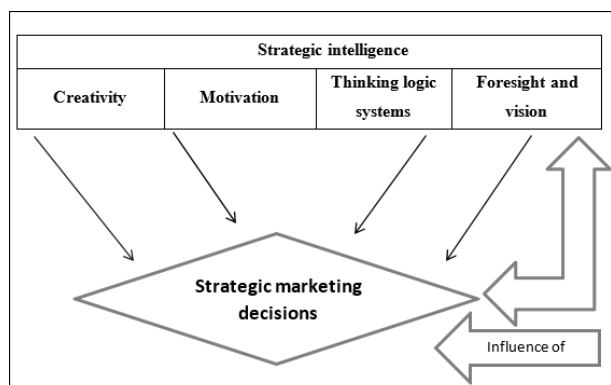 Strategic intelligence
Creativity
Motivation
Thinking logic
systems
Foresight and
vision
Strategic marketing
decisions
Influence of